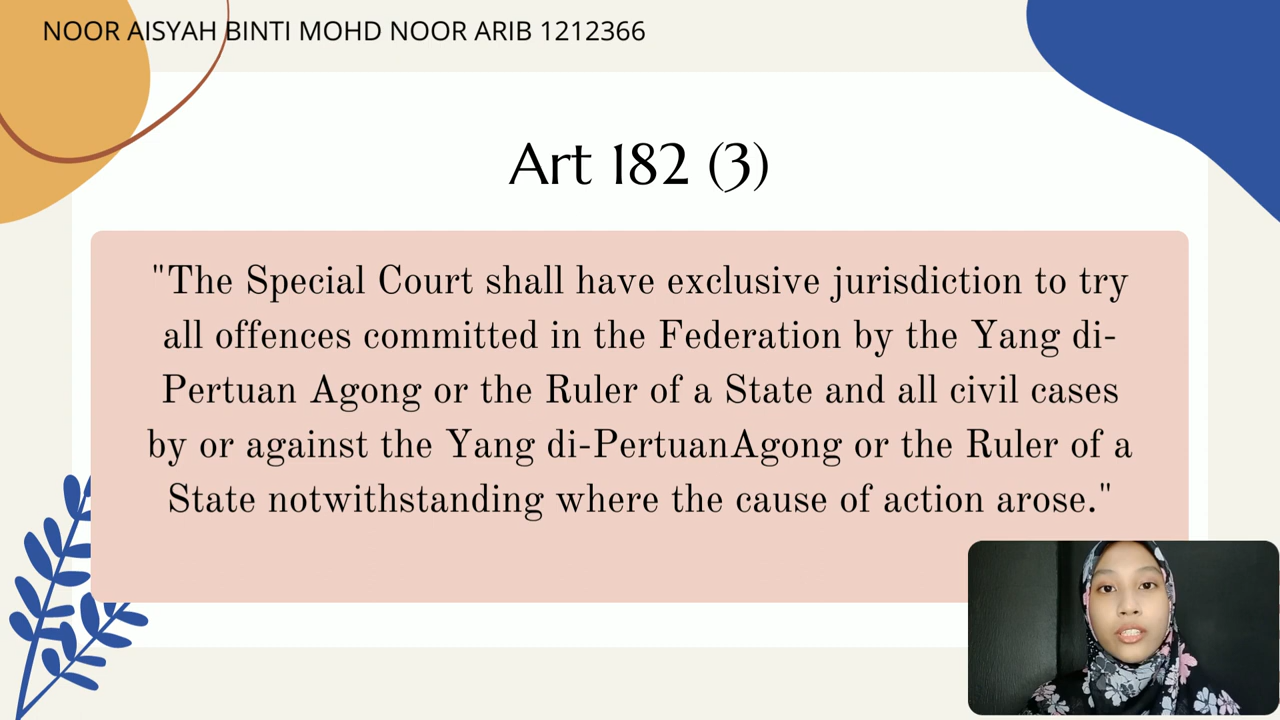 NOOR AISYAH BINTI MOHD NOOR ARIB 1212366
Art 182 (3)
"The Special Court shall have exclusive jurisdiction to try
all offences committed in the Federation by the Yang di-
Pertuan Agong or the Ruler of a State and all civil cases
by or against the Yang di-PertuanAgong or the Ruler of a
State notwithstanding where the cause of action arose."